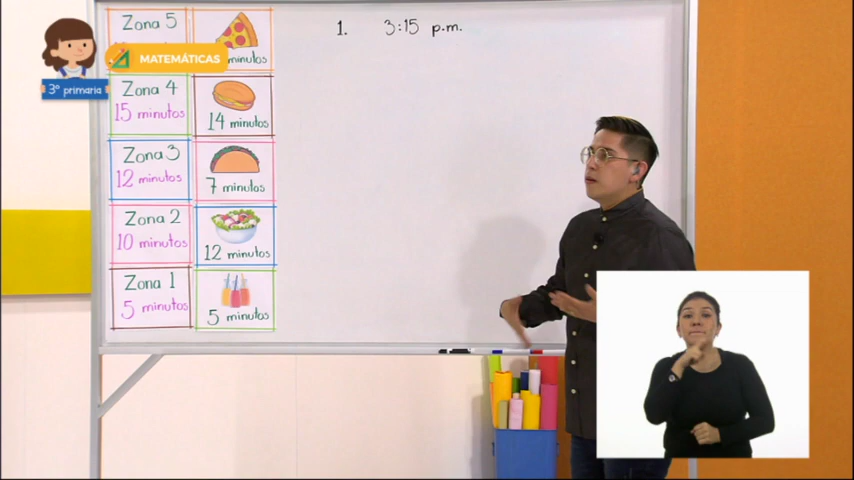 Zona 5
minutos
MATEMÁTICAS
3º primaria
Zona 4
15 minutos
14 minutos
Zona 3
12 minutos
7 minutos
Zona 2
10 minutos
12 minutos
Zona 1
5 minutos
5 minutos
1. 3:15 p.m.